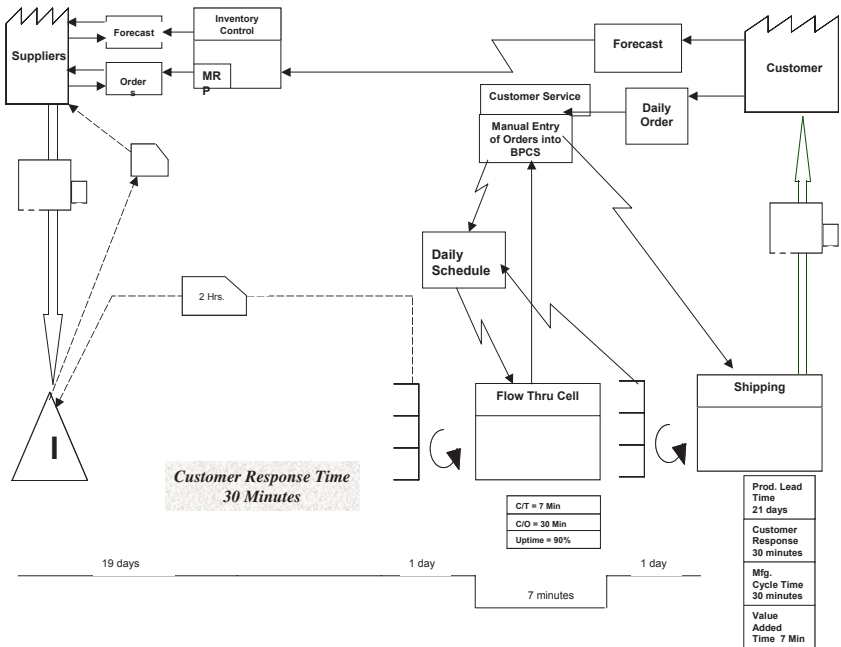 Suppliers
Forecast
Order
s
Inventory
Control
MR
P
Forecast
Customer
Customer Service
Manual Entry
of Orders into
BPCS
Daily
Order
Daily
Schedule
2 Hrs.
I
Customer Response Time
30 Minutes
Flow Thru Cell
C/T = 7 Min
C/O = 30 Min
Uptime = 90%
Shipping
Prod. Lead
Time
21 days
Customer
Response
30 minutes
Mfg.
Cycle Time
30 minutes
Value
Added
Time 7 Min
19 days
1 day
7 minutes
1 day